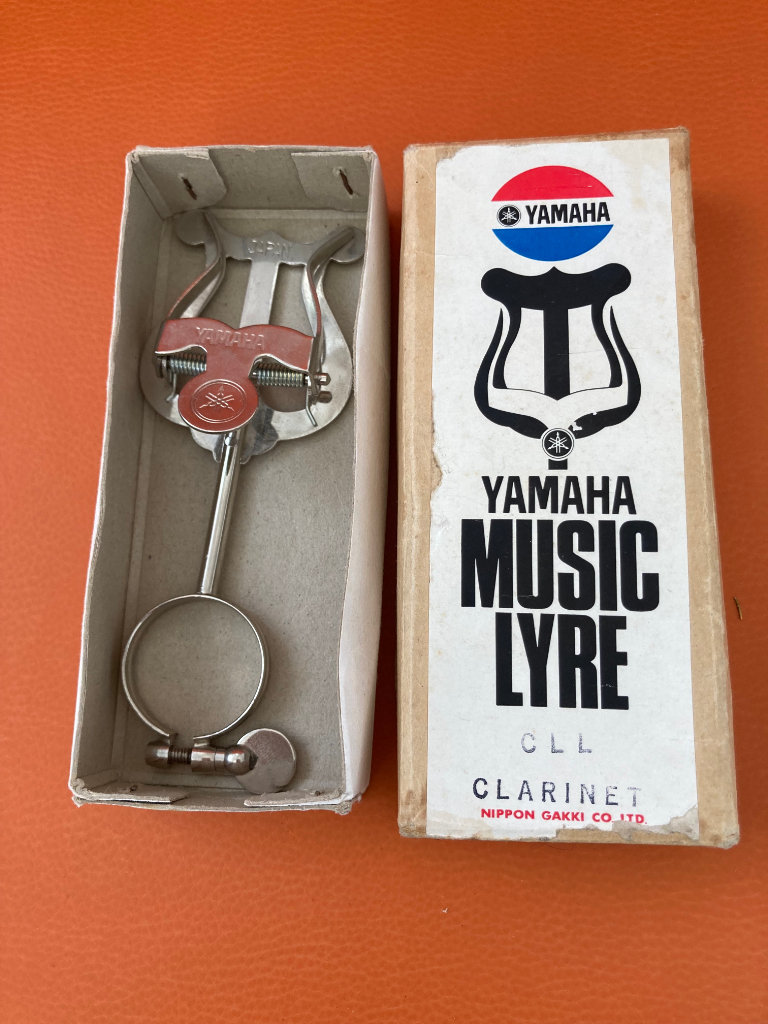 YAMAHA
YAMAHA
YAMAHA
MUSIC
LYRE
CLL
CLARINET
NIPPON GAKKI CO. LTD.